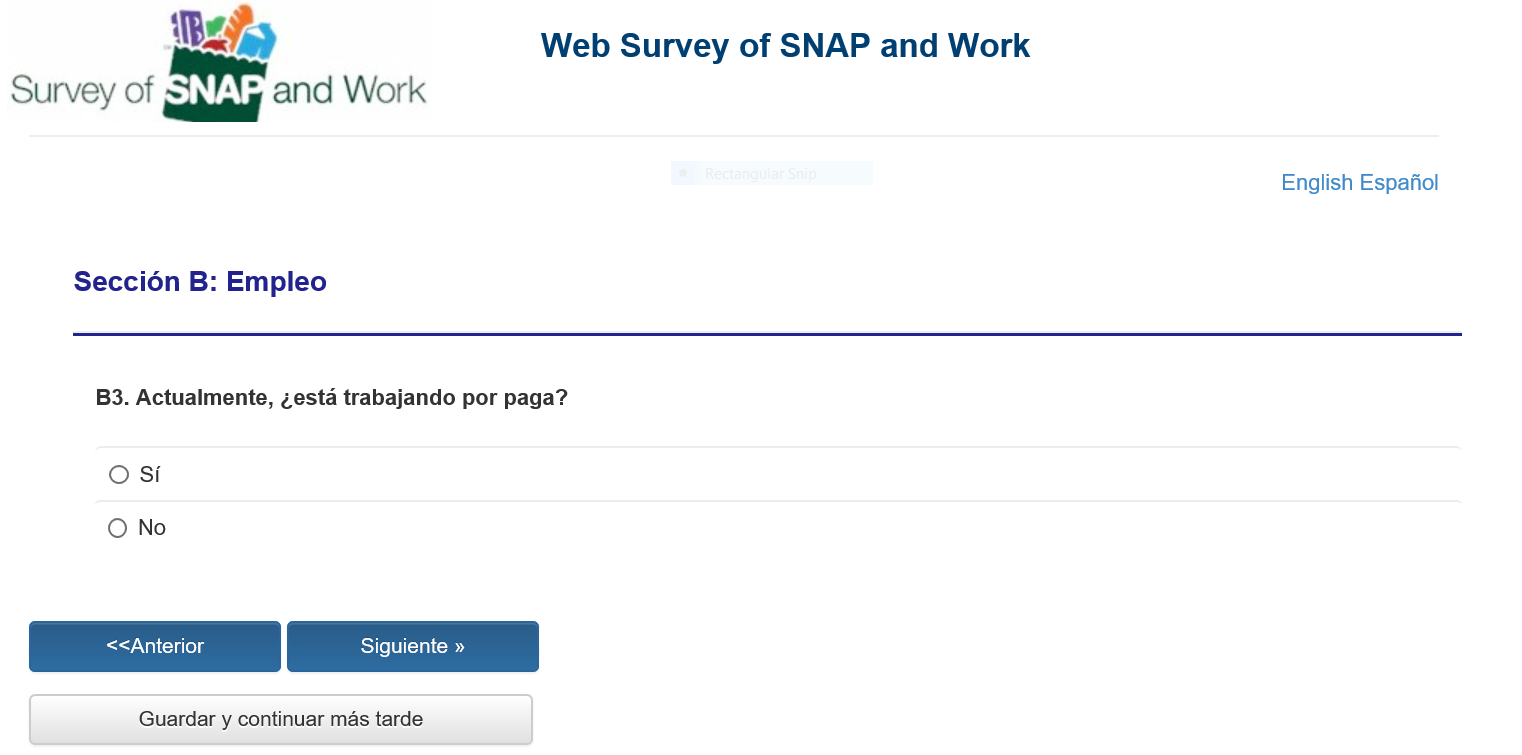 Survey of SNAP and Work
Web Survey of SNAP and Work
Rectangular Snip
English Español
Sección B: Empleo
B3. Actualmente, ¿está trabajando por paga?
Sí
No
<<Anterior
Siguiente »
Guardar y continuar más tarde